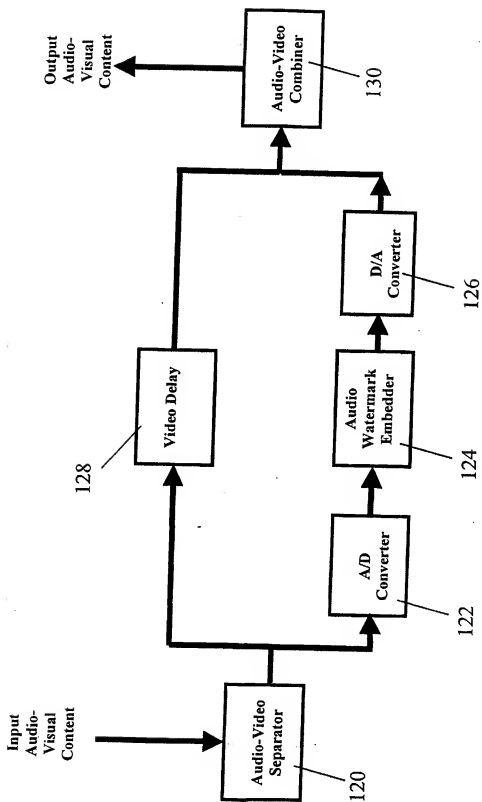 Input
Audio-
Visual
Content
Audio-Video
Separator
120
A/D
Converter
122
Audio
Watermark
Embedder
124
D/A
Converter
126
Video Delay
128
Audio-Video
Combiner
130
Output
Audio-
Visual
Content